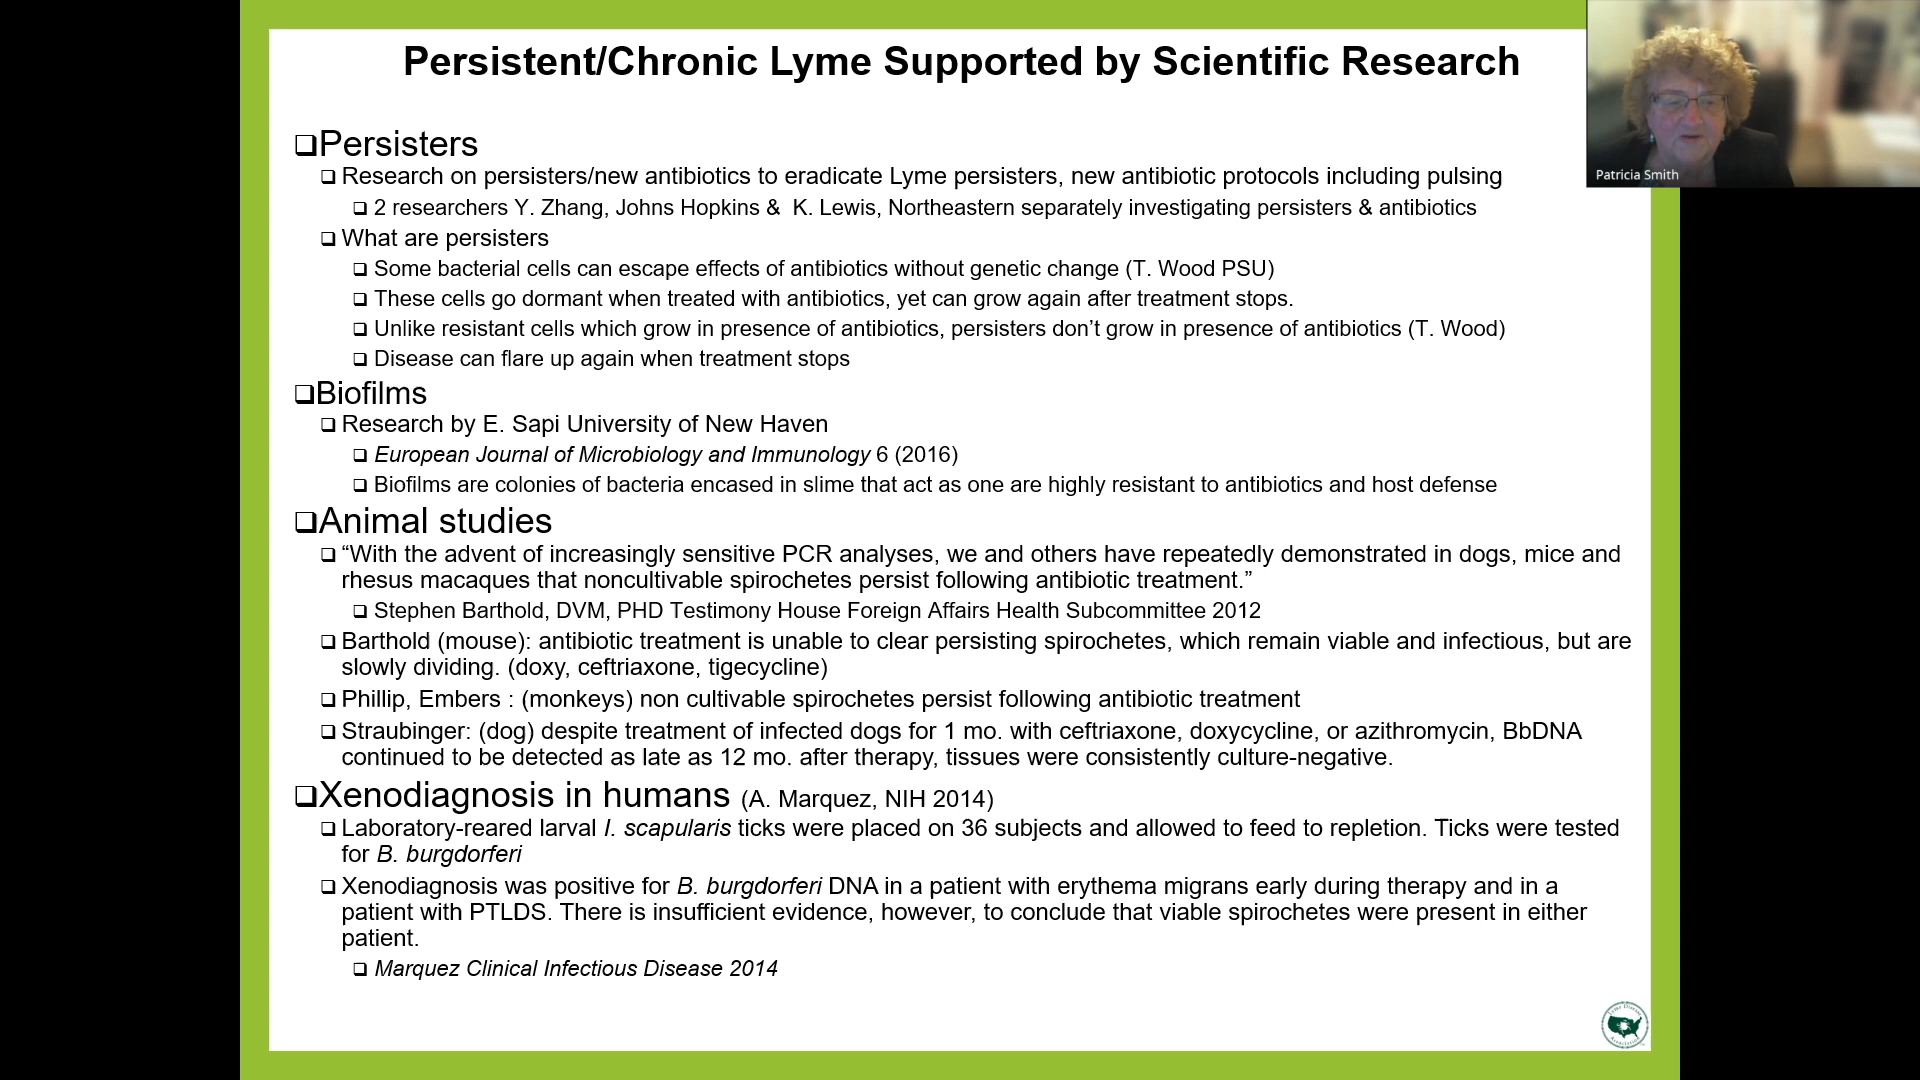 Persistent/Chronic Lyme Supported by Scientific Research
Patricia Smith
❑Persisters
❑ Research on persisters/new antibiotics to eradicate Lyme persisters, new antibiotic protocols including pulsing
❑ 2 researchers Y. Zhang, Johns Hopkins & K. Lewis, Northeastern separately investigating persisters & antibiotics
❑ What are persisters
❑ Some bacterial cells can escape effects of antibiotics without genetic change (T. Wood PSU)
❑ These cells go dormant when treated with antibiotics, yet can grow again after treatment stops.
❑ Unlike resistant cells which grow in presence of antibiotics, persisters don’t grow in presence of antibiotics (T. Wood)
❑ Disease can flare up again when treatment stops
❑Biofilms
❑ Research by E. Sapi University of New Haven
❑ European Journal of Microbiology and Immunology 6 (2016)
❑ Biofilms are colonies of bacteria encased in slime that act as one are highly resistant to antibiotics and host defense
❑Animal studies
❑ “With the advent of increasingly sensitive PCR analyses, we and others have repeatedly demonstrated in dogs, mice and
rhesus macaques that noncultivable spirochetes persist following antibiotic treatment.”
❑ Stephen Barthold, DVM, PHD Testimony House Foreign Affairs Health Subcommittee 2012
❑ Barthold (mouse): antibiotic treatment is unable to clear persisting spirochetes, which remain viable and infectious, but are
slowly dividing. (doxy, ceftriaxone, tigecycline)
❑ Phillip, Embers : (monkeys) non cultivable spirochetes persist following antibiotic treatment
❑ Straubinger: (dog) despite treatment of infected dogs for 1 mo. with ceftriaxone, doxycycline, or azithromycin, BbDNA
continued to be detected as late as 12 mo. after therapy, tissues were consistently culture-negative.
❑Xenodiagnosis in humans (A. Marquez, NIH 2014)
❑ Laboratory-reared larval I. scapularis ticks were placed on 36 subjects and allowed to feed to repletion. Ticks were tested
for B. burgdorferi
❑ Xenodiagnosis was positive for B. burgdorferi DNA in a patient with erythema migrans early during therapy and in a
patient with PTLDS. There is insufficient evidence, however, to conclude that viable spirochetes were present in either
patient.
❑ Marquez Clinical Infectious Disease 2014
Lyme Disease
Association